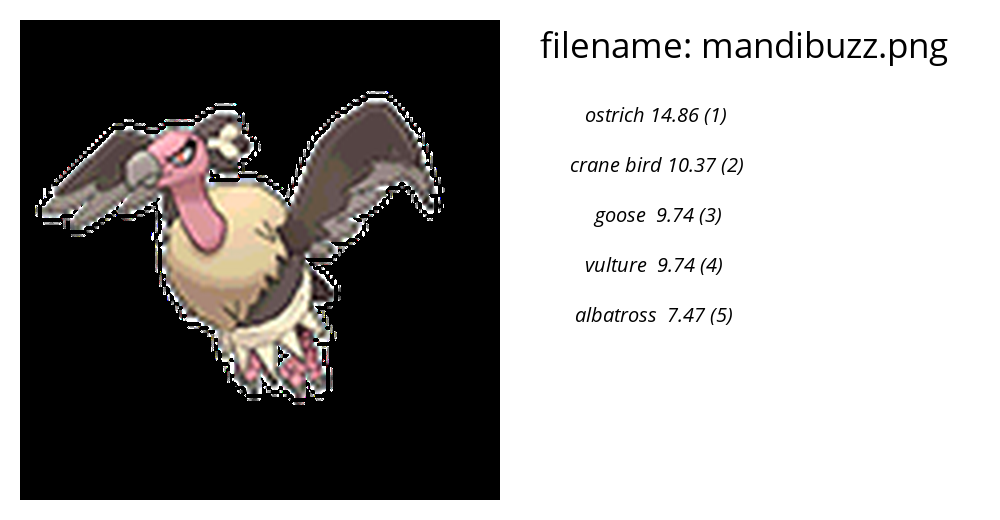 filename: mandibuzz.png
ostrich 14.86 (1)
crane bird 10.37 (2)
goose 9.74 (3)
vulture 9.74 (4)
albatross 7.47 (5)